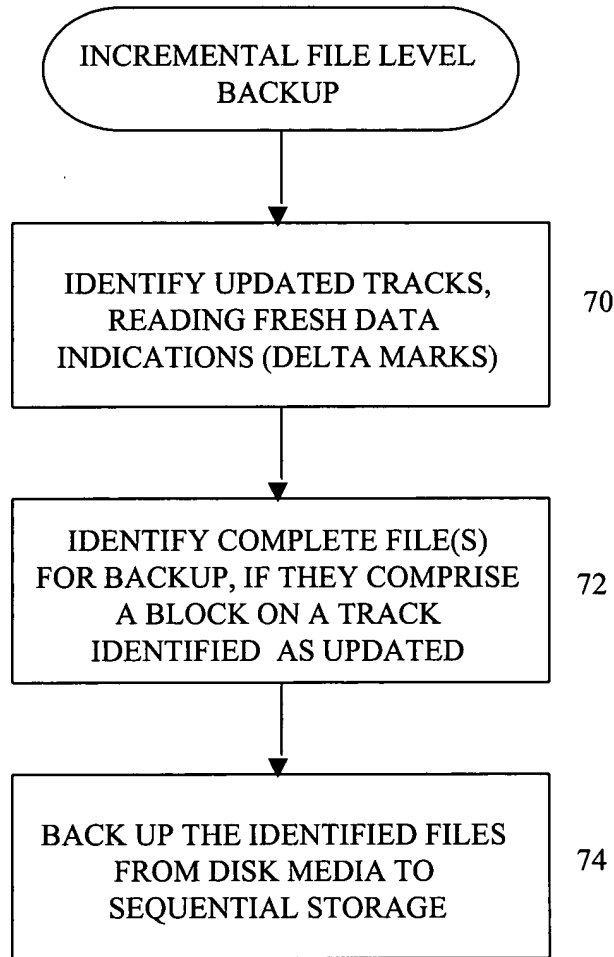 INCREMENTAL FILE LEVEL
BACKUP
IDENTIFY UPDATED TRACKS,
READING FRESH DATA
INDICATIONS (DELTA MARKS)
70
IDENTIFY COMPLETE FILE(S)
FOR BACKUP, IF THEY COMPRISE
A BLOCK ON A TRACK
IDENTIFIED AS UPDATED
72
BACK UP THE IDENTIFIED FILES
FROM DISK MEDIA TO
SEQUENTIAL STORAGE
74